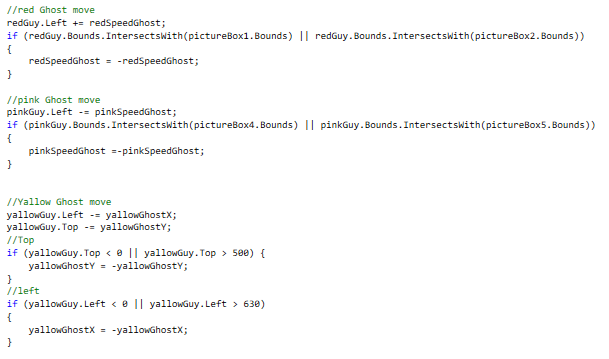 //red Ghost move
redGuy.Left += redSpeedGhost;
if (redGuy.Bounds.IntersectsWith(pictureBox1.Bounds) || redGuy.Bounds.IntersectsWith(pictureBox2.Bounds))
{
    redSpeedGhost = -redSpeedGhost;
}

//pink Ghost move
pinkGuy.Left -= pinkSpeedGhost;
if (pinkGuy.Bounds.IntersectsWith(pictureBox4.Bounds) || pinkGuy.Bounds.IntersectsWith(pictureBox5.Bounds))
{
    pinkSpeedGhost =-pinkSpeedGhost;
}

//Yallow Ghost move
yallowGuy.Left -= yallowGhostX;
yallowGuy.Top -= yallowGhostY;
//Top
if (yallowGuy.Top < 0 || yallowGuy.Top > 500) {
    yallowGhostY = -yallowGhostY;
}
//left
if (yallowGuy.Left < 0 || yallowGuy.Left > 630)
{
    yallowGhostX = -yallowGhostX;
}